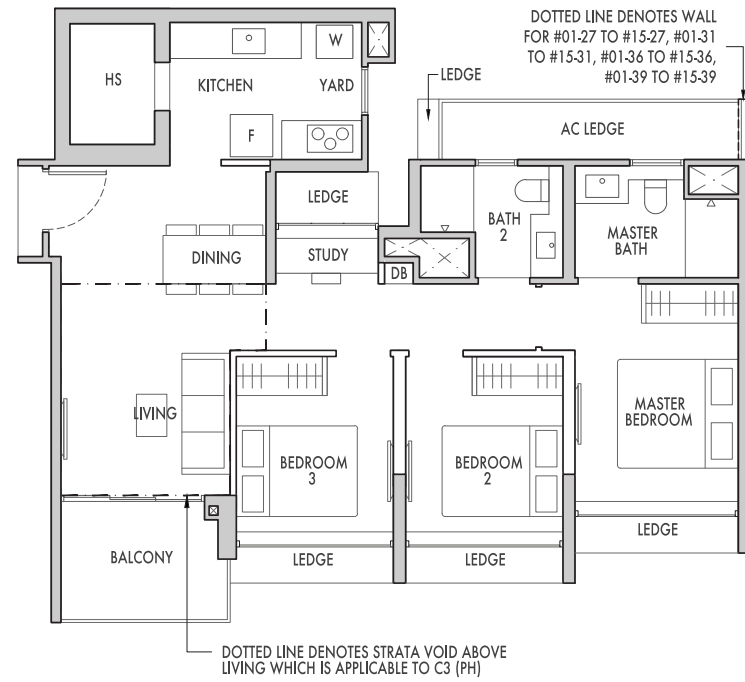 DOTTED LINE DENOTES WALL
FOR #01-27 TO #15-27, #01-31
TO #15-31, #01-36 TO #15-36,
#01-39 TO #15-39
LEDGE
HS
KITCHEN
W
YARD
F
AC LEDGE
LEDGE
BATH
2
MASTER
BATH
DINING
STUDY
DB
LIVING
BEDROOM
3
BEDROOM
2
MASTER
BEDROOM
BALCONY
LEDGE
LEDGE
LEDGE
DOTTED LINE DENOTES STRATA VOID ABOVE
LIVING WHICH IS APPLICABLE TO C3 (PH)